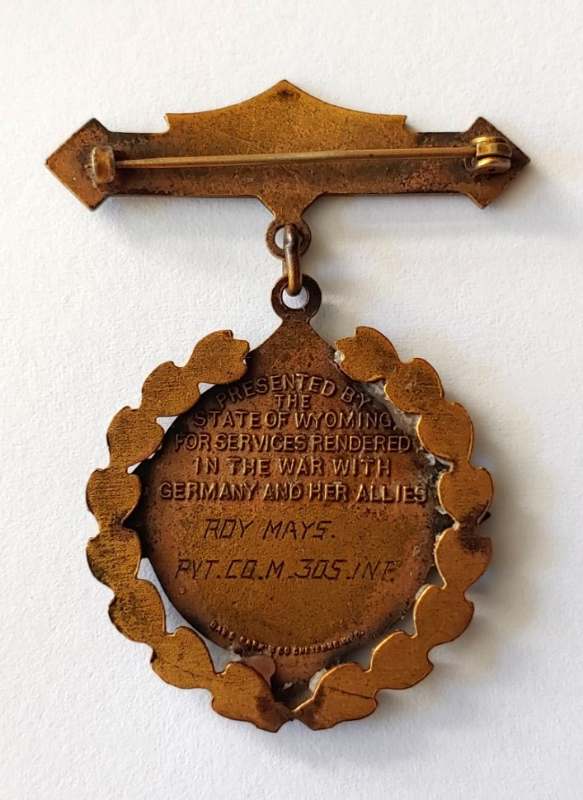 PRESENTED BY
THE
STATE OF WYOMING
FOR SERVICES RENDERED
IN THE WAR WITH
GERMANY AND HER ALLIES
ROY MAYS.
PVT. CO. M. 305. INF.
CHEYENNE